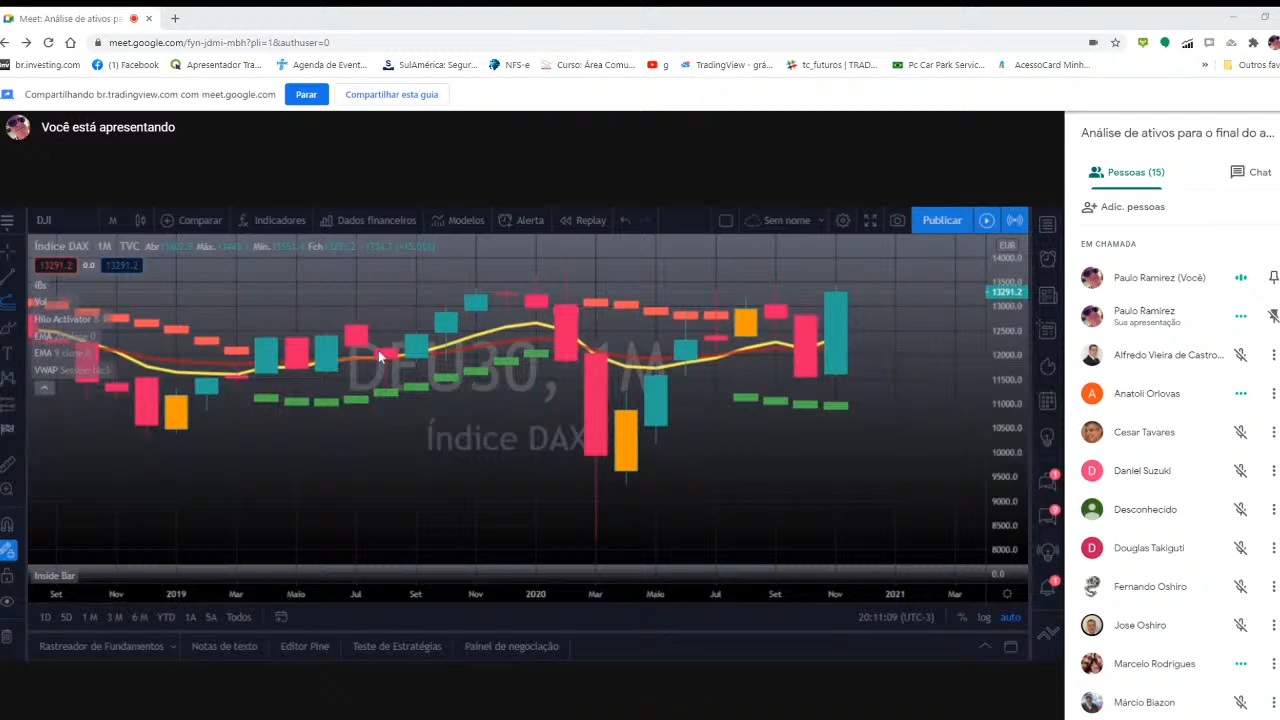 Meet: Análise de ativos pa
meet.google.com/fyn-jdmi-mbh?pli=1&authuser=0
br.investing.com
(1) Facebook
Apresentador Tra...
Agenda de Event...
SulAmérica: Segur...
NFS-e
Curso: Área Comu...
g
TradingView - grá...
tc_futuros | TRAD...
Pc Car Park Servic...
AcessoCard Minh...
»
Outros fav
Compartilhando br.tradingview.com com meet.google.com
Parar
Compartilhar esta guia
Você está apresentando
DJI
M
Comparar
Indicadores
Dados financeiros
Modelos
Alerta
Replay
Sem nome
Publicar
Índice DAX 1M TVC
13291.2 0.0 13291.2
IBs
Vol
Hilo Activator
VWAP
DEU30, 1M
Índice DAX
EUR
14000.0
13500.0
13291.2
12500.0
12000.0
11500.0
11000.0
10500.0
10000.0
9500.0
9000.0
8500.0
8000.0
Inside Bar
0.0
Set 2019 Mar Maio Jul Set Nov 2020 Mar Maio Jul Set Nov 2021 Mar
1D 5D 1 M 3 M 6 M YTD 1A 5A Todos
20:11:09 (UTC-3)
% log auto
Rastreador de Fundamentos
Notas de texto
Editor Pine
Teste de Estratégias
Painel de negociação
1
9
1
Análise de ativos para o final do a...
Pessoas (15)
Chat
Adic. pessoas
EM CHAMADA
Paulo Ramirez (Você)
Paulo Ramirez
Sua apresentação
Alfredo Vieira de Castro...
A
Anatoli Orlovas
Cesar Tavares
D
Daniel Suzuki
Desconhecido
D
Douglas Takiguti
Fernando Oshiro
Jose Oshiro
Marcelo Rodrigues
Márcio Biazon